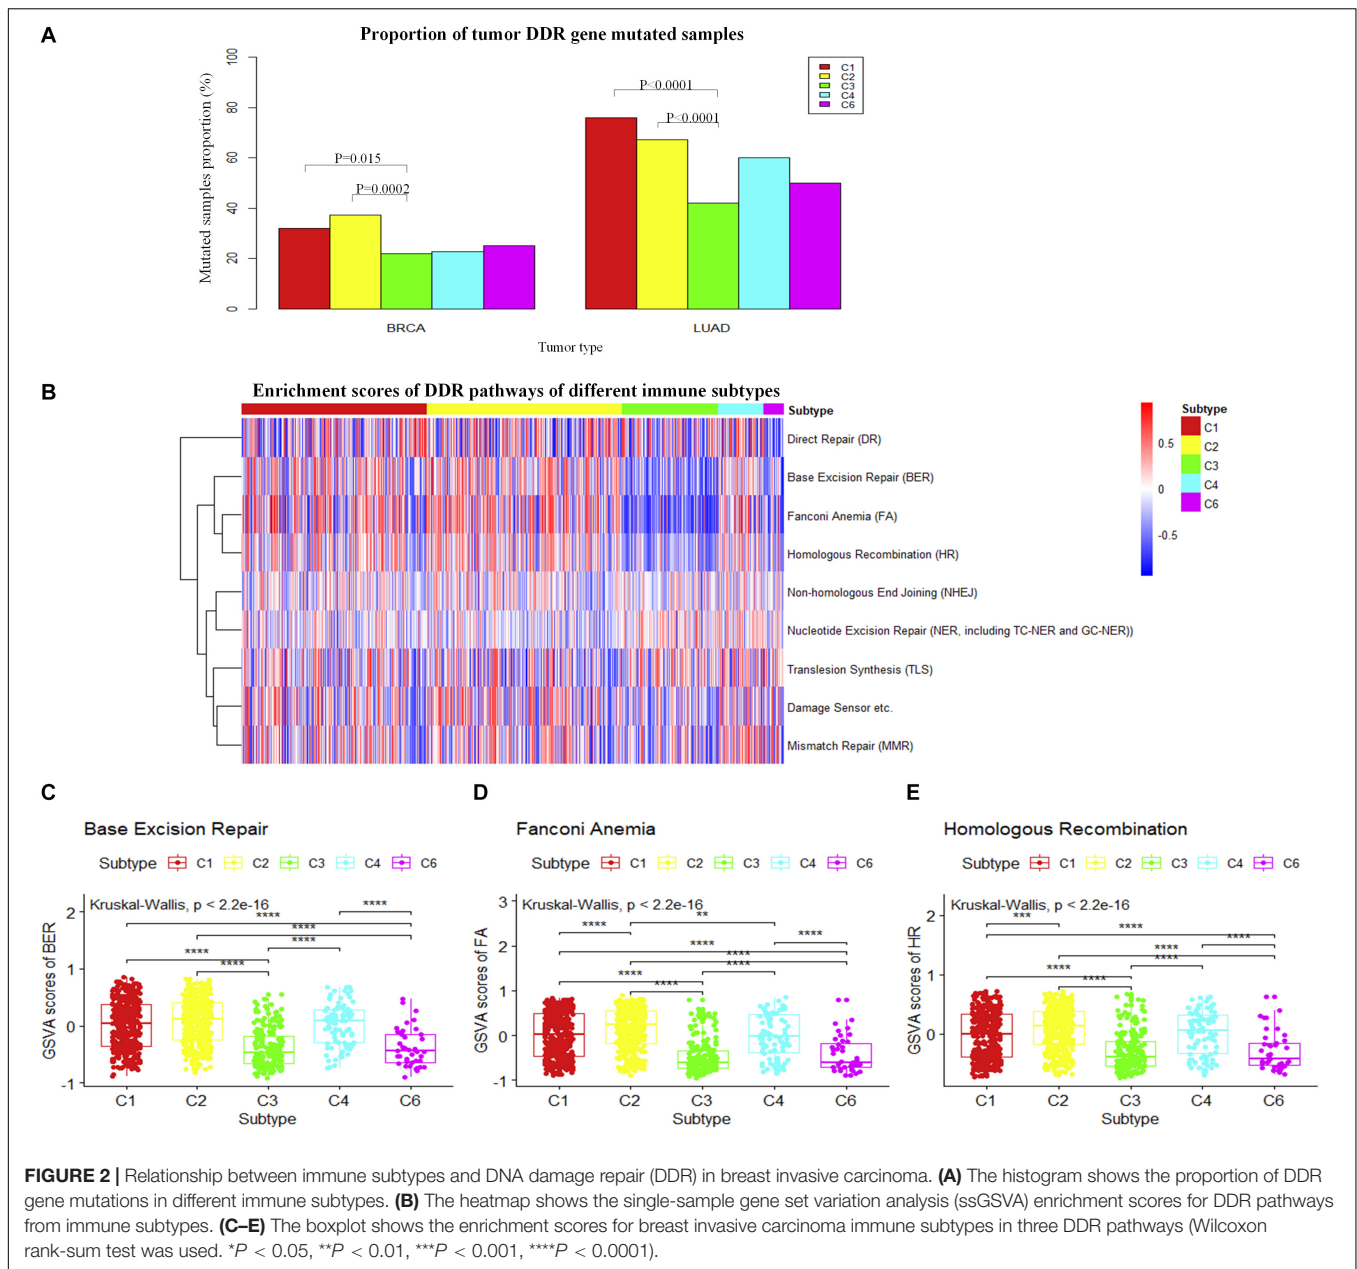 A
Proportion of tumor DDR gene mutated samples
Mutated samples proportion (%)
0
20
40
60
80
100
P=0.015
P=0.0002
P<0.0001
P<0.0001
C1
C2
C3
C4
C6
BRCA
LUAD
Tumor type
B
Enrichment scores of DDR pathways of different immune subtypes
Subtype
Direct Repair (DR)
Base Excision Repair (BER)
Fanconi Anemia (FA)
Homologous Recombination (HR)
Non-homologous End Joining (NHEJ)
Nucleotide Excision Repair (NER, including TC-NER and GC-NER))
Translesion Synthesis (TLS)
Damage Sensor etc.
Mismatch Repair (MMR)
0.5
0
-0.5
Subtype
C1
C2
C3
C4
C6
C
Base Excision Repair
Subtype C1 C2 C3 C4 C6
Kruskal-Wallis, p < 2.2e-16
****
****
****
****
****
****
GSVA scores of BER
2
1
0
-1
C1 C2 C3 C4 C6
Subtype
D
Fanconi Anemia
Subtype C1 C2 C3 C4 C6
Kruskal-Wallis, p < 2.2e-16
**
****
****
****
****
****
****
****
GSVA scores of FA
3
2
1
0
-1
C1 C2 C3 C4 C6
Subtype
E
Homologous Recombination
Subtype C1 C2 C3 C4 C6
Kruskal-Wallis, p < 2.2e-16
***
****
****
****
****
****
****
GSVA scores of HR
2
1
0
C1 C2 C3 C4 C6
Subtype
FIGURE 2 | Relationship between immune subtypes and DNA damage repair (DDR) in breast invasive carcinoma. (A) The histogram shows the proportion of DDR
gene mutations in different immune subtypes. (B) The heatmap shows the single-sample gene set variation analysis (ssGSVA) enrichment scores for DDR pathways
from immune subtypes. (C–E) The boxplot shows the enrichment scores for breast invasive carcinoma immune subtypes in three DDR pathways (Wilcoxon
rank-sum test was used. *P < 0.05, **P < 0.01, ***P < 0.001, ****P < 0.0001).